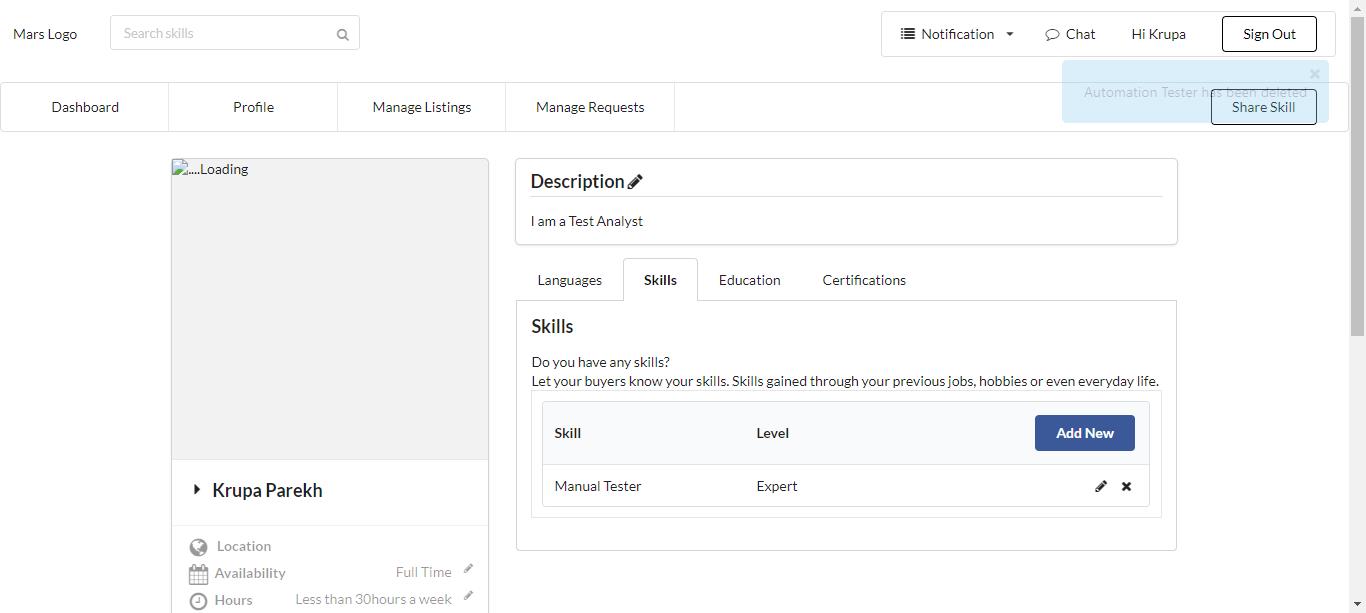 Mars Logo
Search skills
Notification
Chat
Hi Krupa
Sign Out
Automation Tester has been deleted
Dashboard
Profile
Manage Listings
Manage Requests
Share Skill
....Loading
Description
I am a Test Analyst
Languages
Skills
Education
Certifications
Skills
Do you have any skills?
Let your buyers know your skills. Skills gained through your previous jobs, hobbies or even everyday life.
Skill Level Add New
Manual Tester Expert
Krupa Parekh
Location
Availability Full Time
Hours Less than 30hours a week